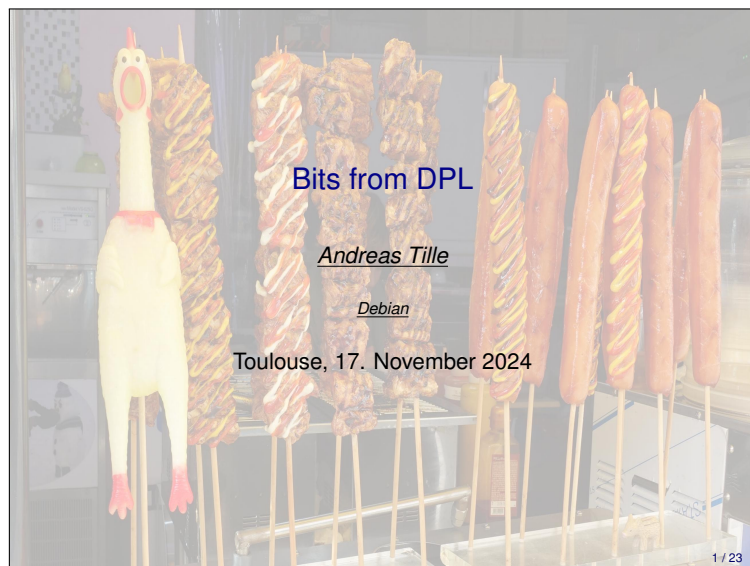 Bits from DPL
Andreas Tille
Debian
Toulouse, 17. November 2024
1 / 23